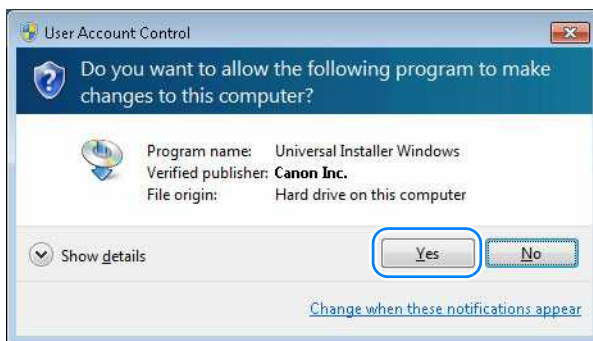 User Account Control
Do you want to allow the following program to make
changes to this computer?
Program name: Universal Installer Windows
Verified publisher: Canon Inc.
File origin: Hard drive on this computer
Show details
Yes
No
Change when these notifications appear